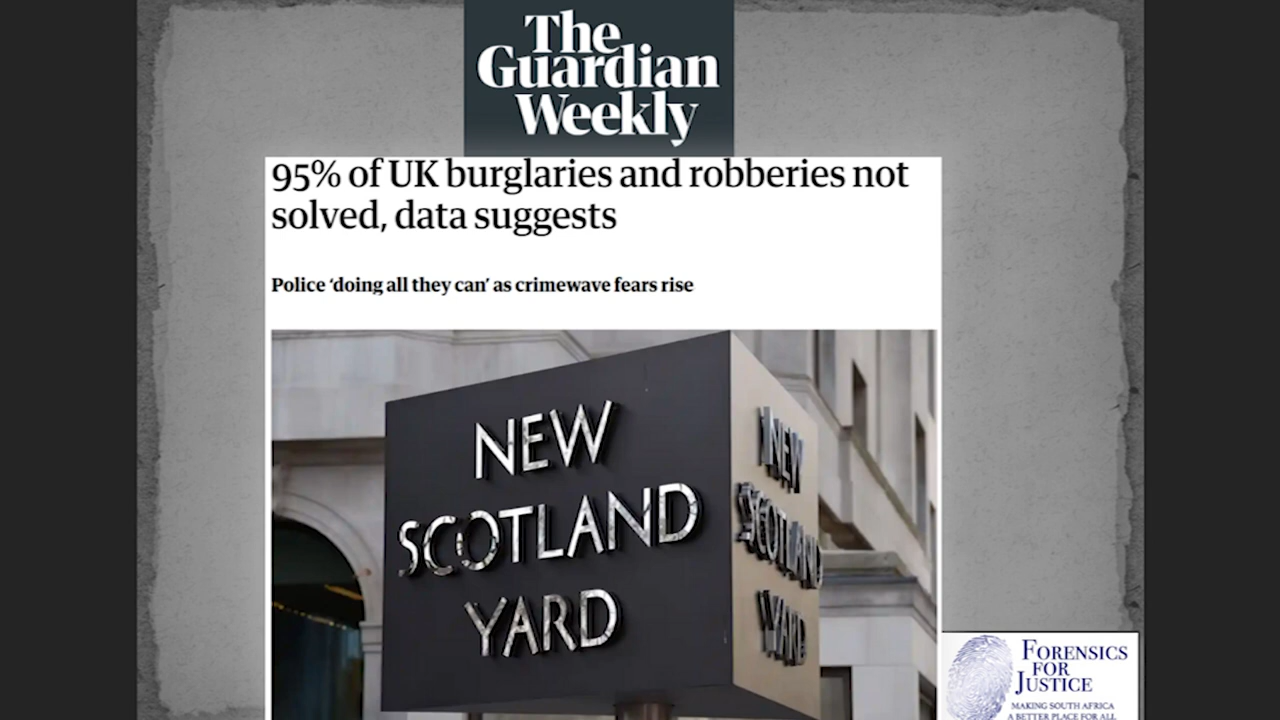 The
Guardian
Weekly
95% of UK burglaries and robberies not
solved, data suggests
Police ‘doing all they can’ as crimewave fears rise
NEW
SCOTLAND
YARD
NEW
SCOTLAND
YARD
FORENSICS
FOR
JUSTICE
MAKING SOUTH AFRICA
A BETTER PLACE FOR ALL